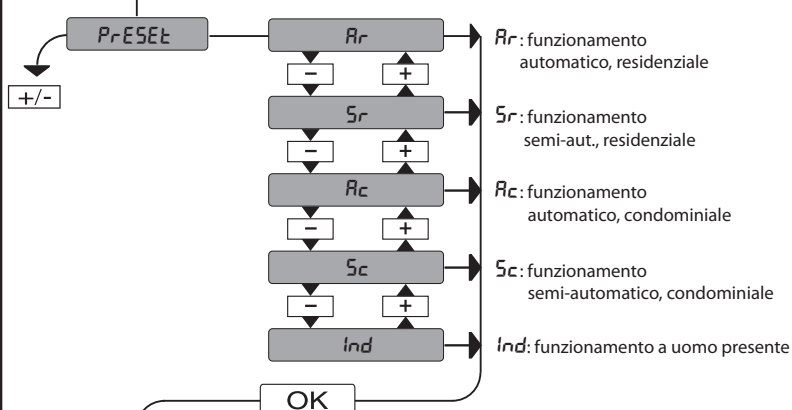 PrESEt
Ar
Ar: funzionamento
automatico, residenziale
+/-
- +
Sr
Sr: funzionamento
semi-aut., residenziale
- +
Ac
Ac: funzionamento
automatico, condominiale
- +
Sc
Sc: funzionamento
semi-automatico, condominiale
- +
Ind
Ind: funzionamento a uomo presente
OK